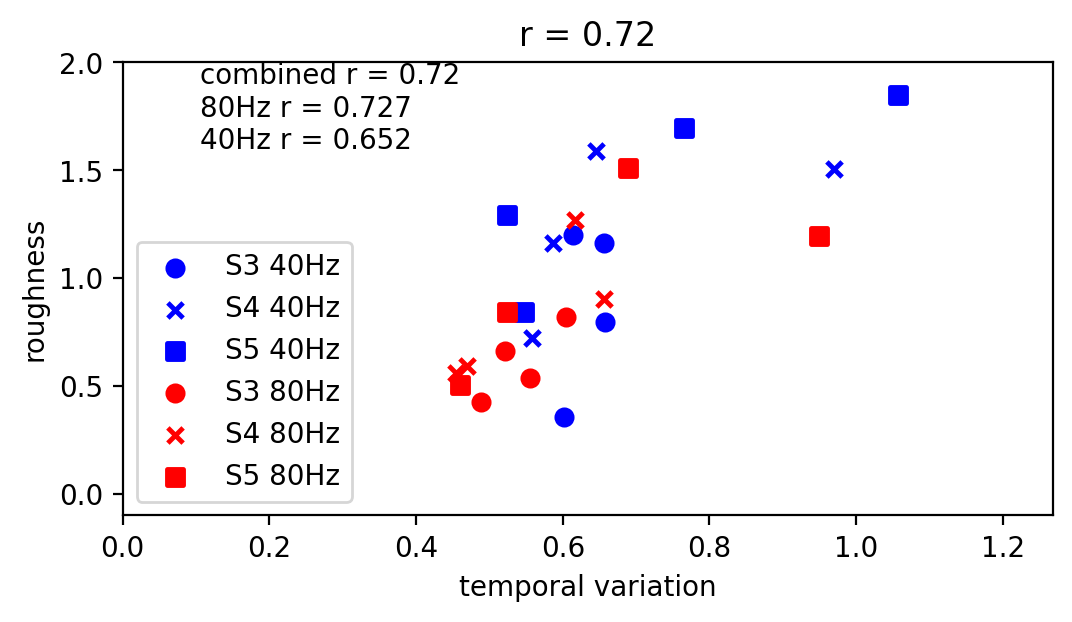 r = 0.72
combined r = 0.72
80Hz r = 0.727
40Hz r = 0.652
2.0
1.5
1.0
0.5
0.0
roughness
S3 40Hz
S4 40Hz
S5 40Hz
S3 80Hz
S4 80Hz
S5 80Hz
0.0 0.2 0.4 0.6 0.8 1.0 1.2
temporal variation